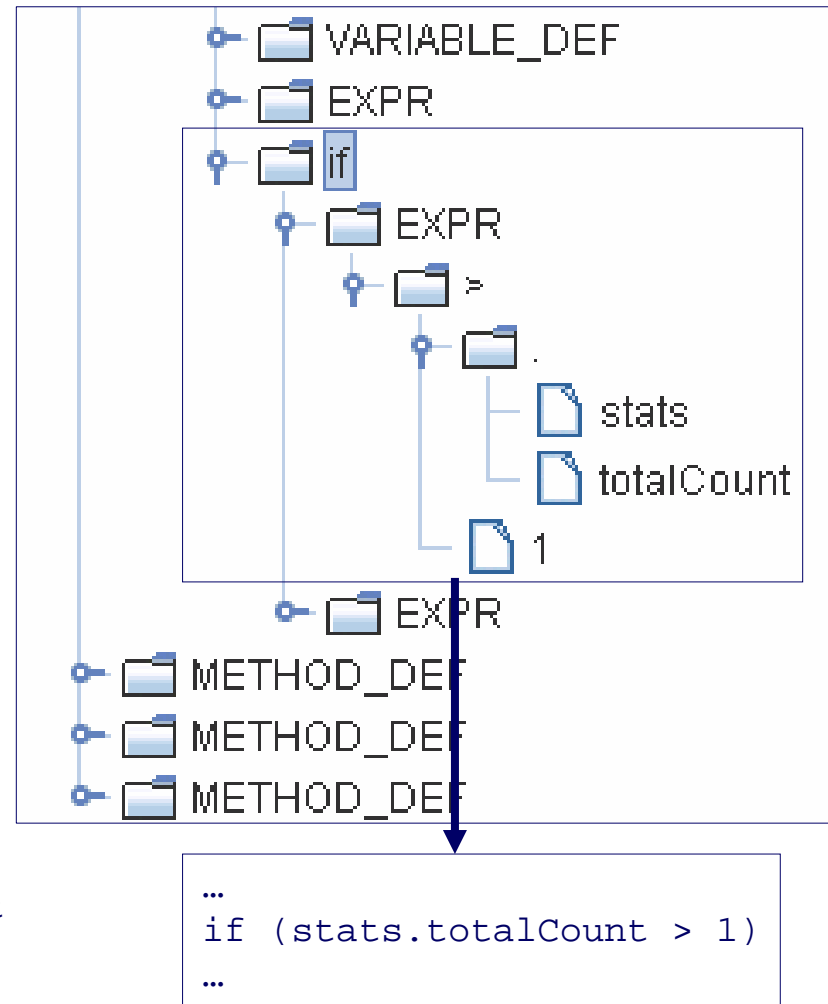 VARIABLE_DEF
EXPR
if
EXPR
>
.
stats
totalCount
1
EXPR
METHOD_DEF
METHOD_DEF
METHOD_DEF
…
if (stats.totalCount > 1)
…